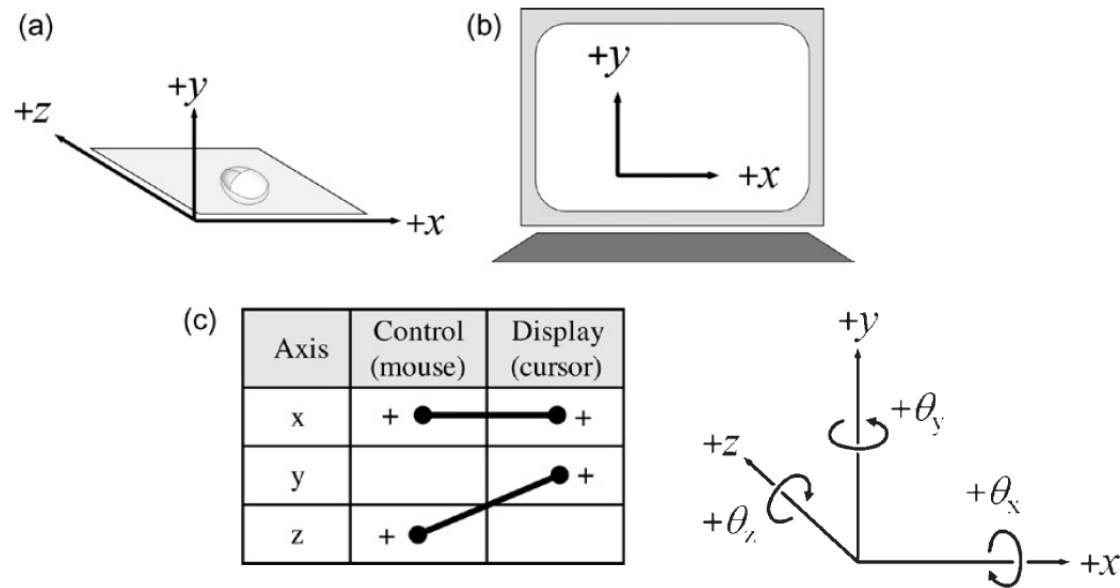 (a)
+y
+z
+x
(b)
+y
+x
(c)
Axis Control (mouse) Display (cursor)
x + +
y +
z +
+y
+θy
+z
+θz
+θx
+x